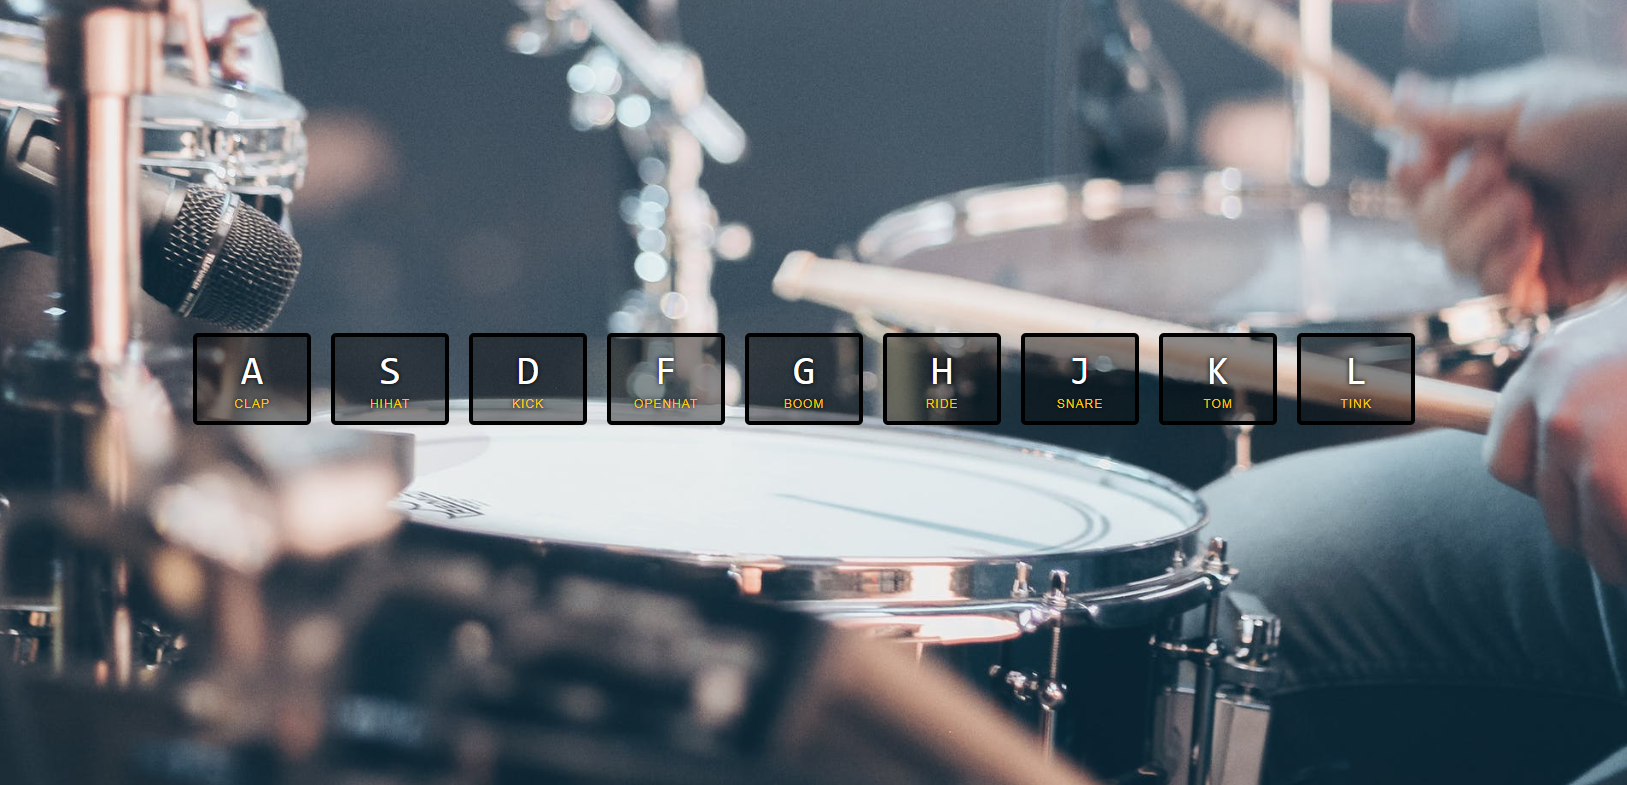 A S D F G H J K L
CLAP HIHAT KICK OPENHAT BOOM RIDE SNARE TOM TINK